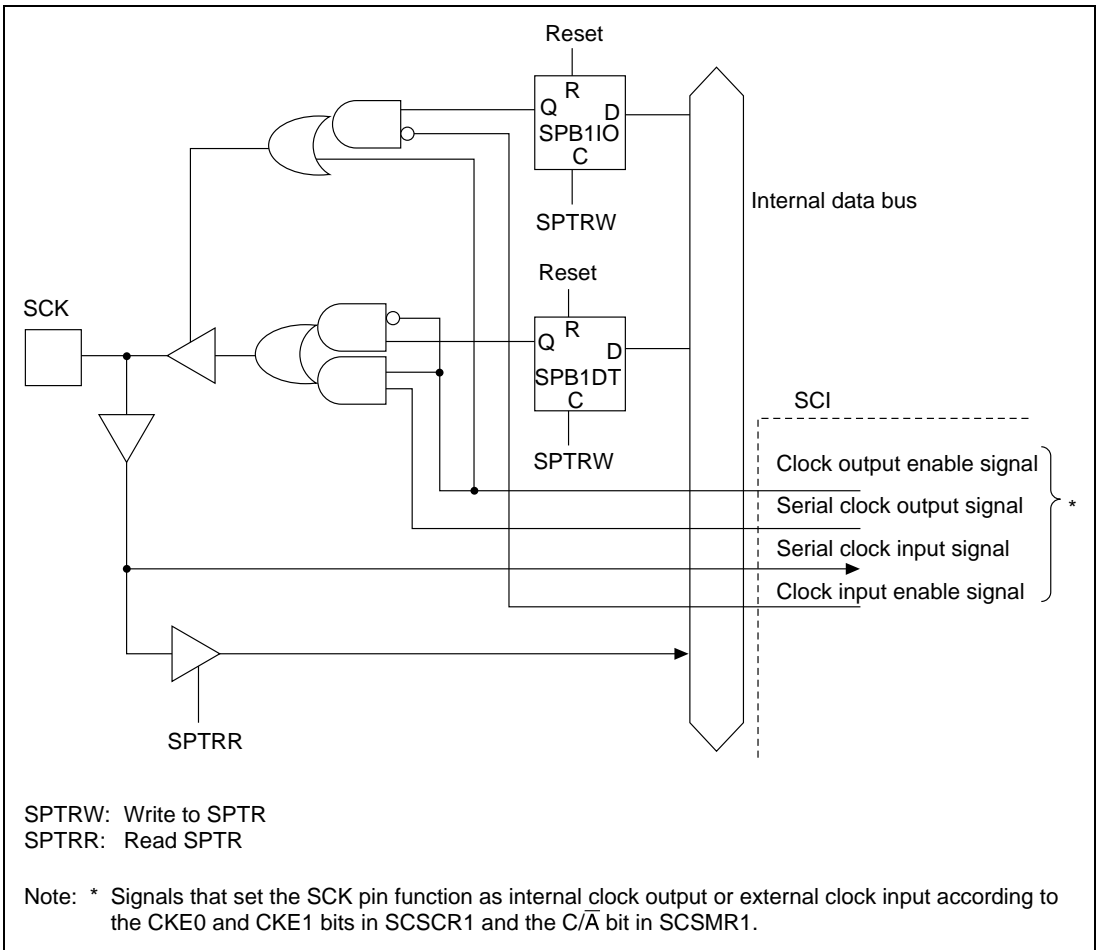 Reset
R
Q
D
SPB1IO
C
SPTRW
Internal data bus
Reset
SCK
R
Q
D
SPB1DT
C
SCI
SPTRW
Clock output enable signal
Serial clock output signal
*
Serial clock input signal
Clock input enable signal
SPTRR
SPTRW: Write to SPTR
SPTRR: Read SPTR
Note: * Signals that set the SCK pin function as internal clock output or external clock input according to
the CKE0 and CKE1 bits in SCSCR1 and the C/A̅ bit in SCSMR1.